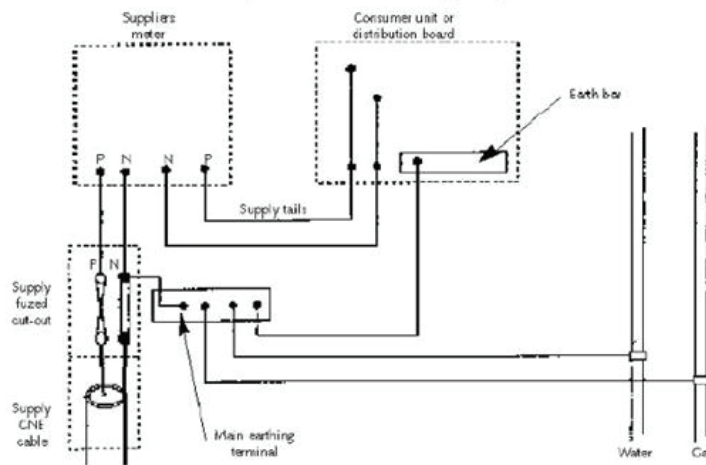 Suppliers
meter
Consumer unit or
distribution board
Earth bar
P N N P
Supply tails
P N
Supply
fuzed
cut-out
Supply
CNE
cable
Main earthing
terminal
Water
Ga